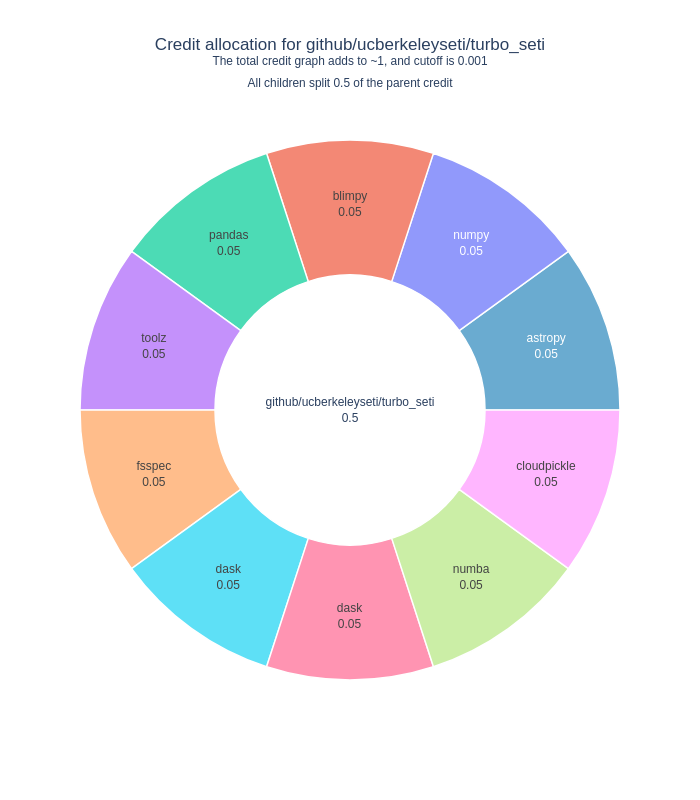 Credit allocation for github/ucberkeleyseti/turbo_seti
The total credit graph adds to ~1, and cutoff is 0.001
All children split 0.5 of the parent credit
blimpy
0.05
numpy
0.05
astropy
0.05
cloudpickle
0.05
numba
0.05
dask
0.05
dask
0.05
fsspec
0.05
toolz
0.05
pandas
0.05
github/ucberkeleyseti/turbo_seti
0.5